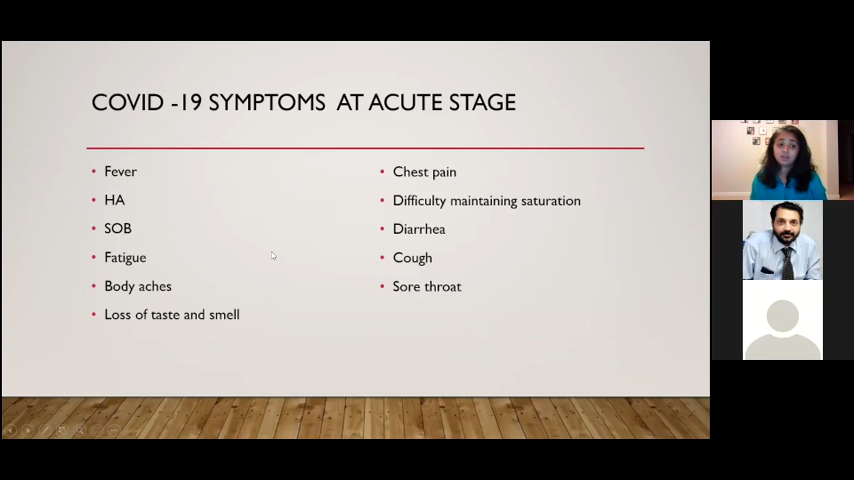 COVID -19 SYMPTOMS AT ACUTE STAGE
Fever
HA
SOB
Fatigue
Body aches
Loss of taste and smell
Chest pain
Difficulty maintaining saturation
Diarrhea
Cough
Sore throat